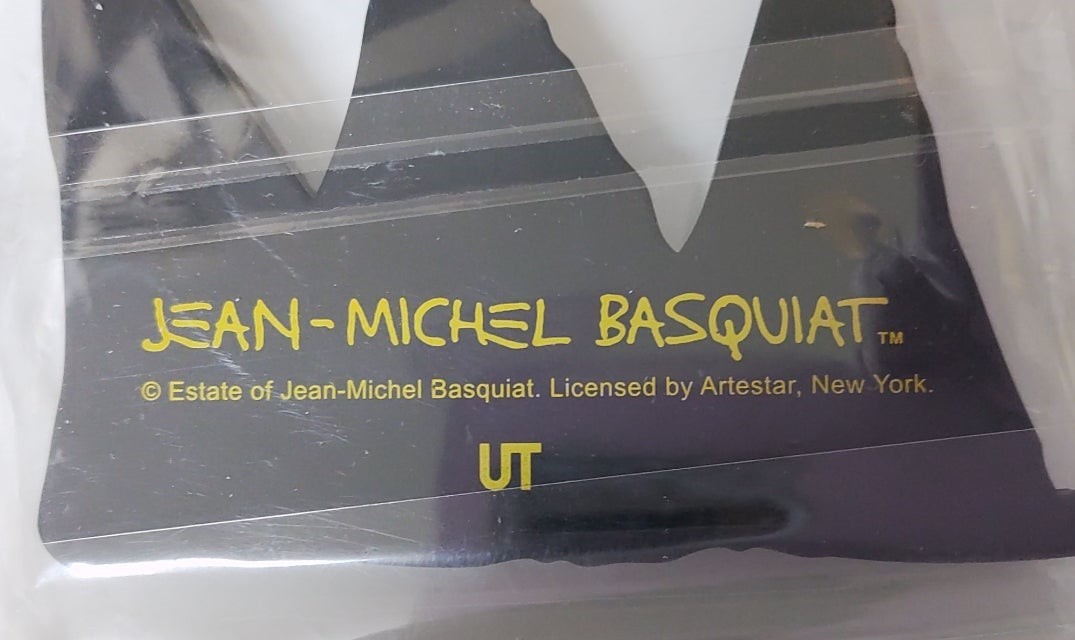 JEAN-MICHEL BASQUIAT™
© Estate of Jean-Michel Basquiat. Licensed by Artestar, New York.
UT